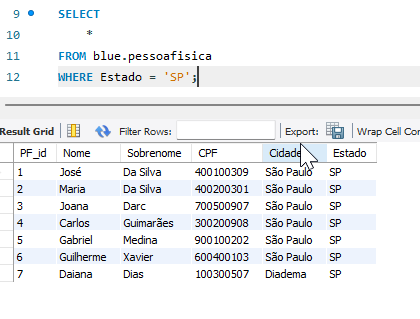 9 SELECT
10 *
11 FROM blue.pessoafisica
12 WHERE Estado = 'SP';
Result Grid Filter Rows: Export: Wrap Cell Con
PF_id Nome Sobrenome CPF Cidade Estado
1 José Da Silva 400100309 São Paulo SP
2 Maria Da Silva 400200301 São Paulo SP
3 Joana Darc 700500907 São Paulo SP
4 Carlos Guimarães 300200908 São Paulo SP
5 Gabriel Medina 900100202 São Paulo SP
6 Guilherme Xavier 600400103 São Paulo SP
7 Daiana Dias 100300507 Diadema SP